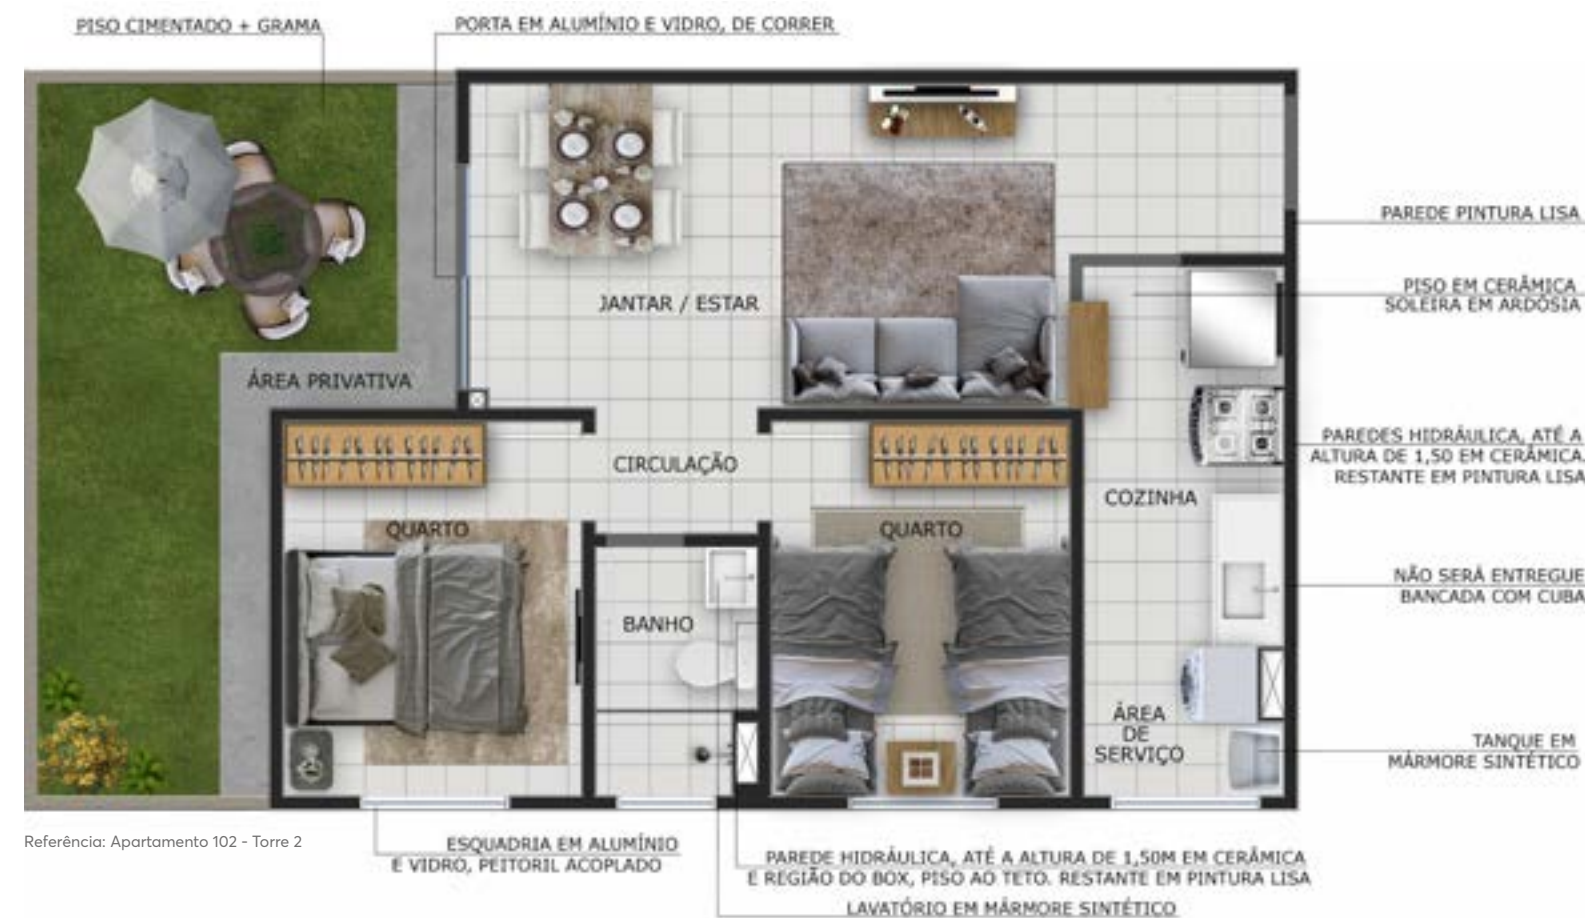 PISO CIMENTADO + GRAMA
PORTA EM ALUMÍNIO E VIDRO, DE CORRER
PAREDE PINTURA LISA
PISO EM CERÂMICA
SOLEIRA EM ARDÓSIA
JANTAR / ESTAR
ÁREA PRIVATIVA
PAREDES HIDRÁULICA, ATÉ A
ALTURA DE 1,50 EM CERÂMICA.
RESTANTE EM PINTURA LISA
CIRCULAÇÃO
COZINHA
QUARTO
QUARTO
NÃO SERÁ ENTREGUE
BANCADA COM CUBA
BANHO
ÁREA
DE
SERVIÇO
TANQUE EM
MÁRMORE SINTÉTICO
Referência: Apartamento 102 - Torre 2
ESQUADRIA EM ALUMÍNIO
E VIDRO, PEITORIL ACOPLADO
PAREDE HIDRÁULICA, ATÉ A ALTURA DE 1,50M EM CERÂMICA
E REGIÃO DO BOX, PISO AO TETO. RESTANTE EM PINTURA LISA
LAVATÓRIO EM MÁRMORE SINTÉTICO